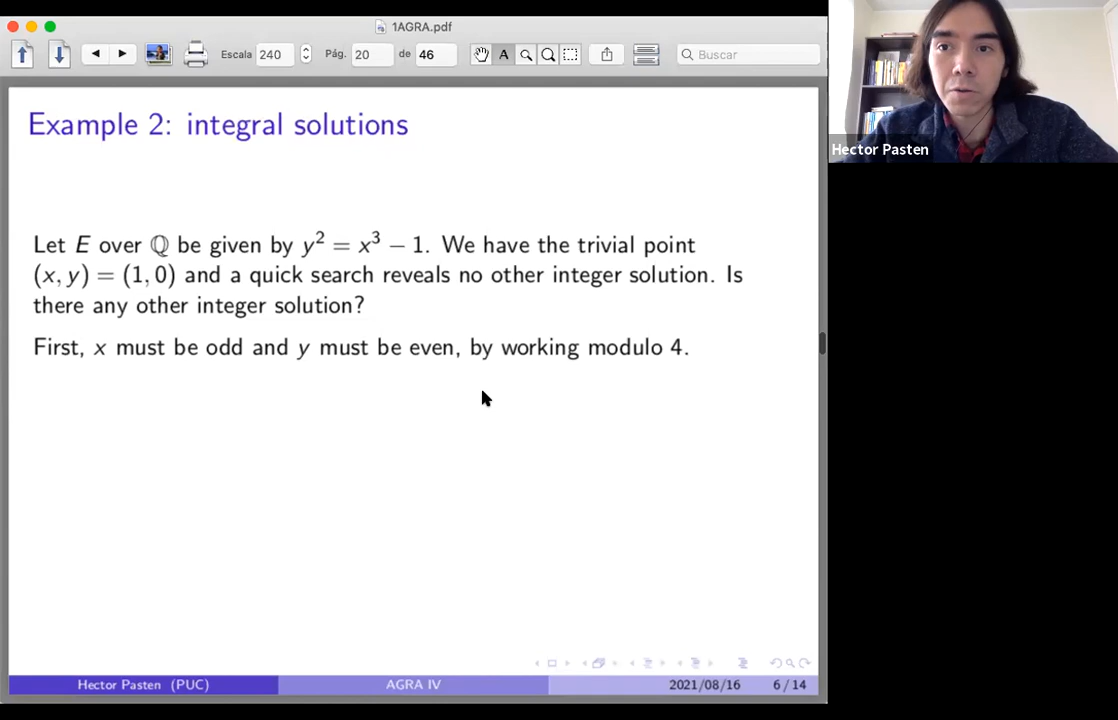 1AGRA.pdf
Escala 240 Pág. 20 de 46 A Buscar
Example 2: integral solutions
Let E over ℚ be given by y² = x³ − 1. We have the trivial point
(x, y) = (1, 0) and a quick search reveals no other integer solution. Is
there any other integer solution?
First, x must be odd and y must be even, by working modulo 4.
Hector Pasten (PUC) AGRA IV 2021/08/16 6 / 14
Hector Pasten